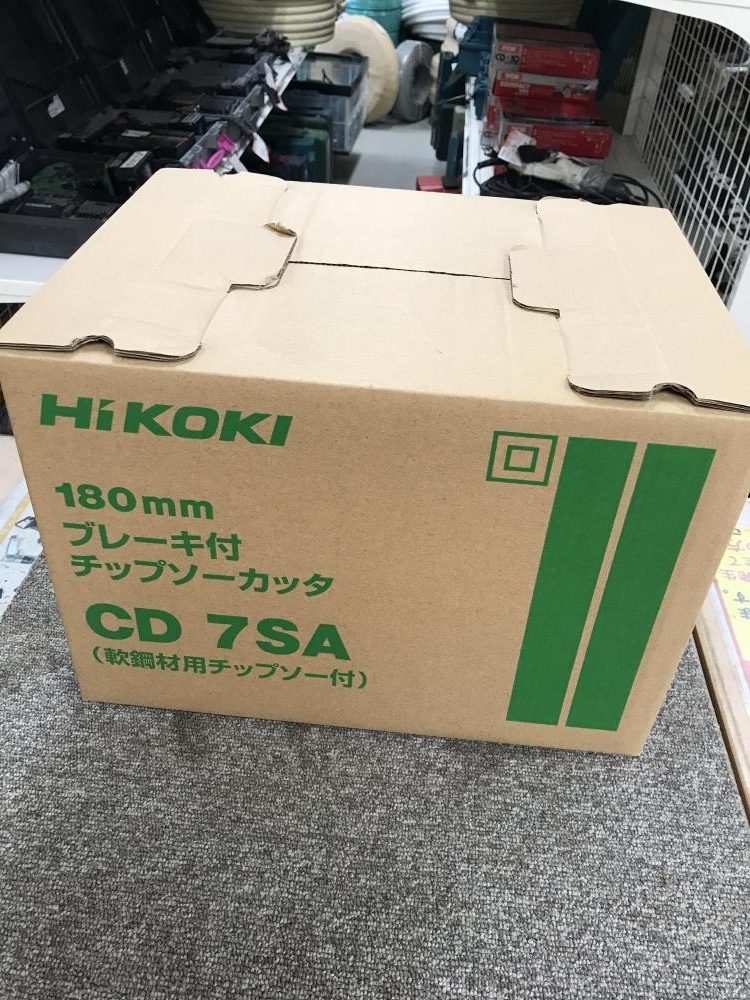 HiKOKI
180mm
ブレーキ付
チップソーカッタ
CD 7SA
(軟鋼材用チップソー付)